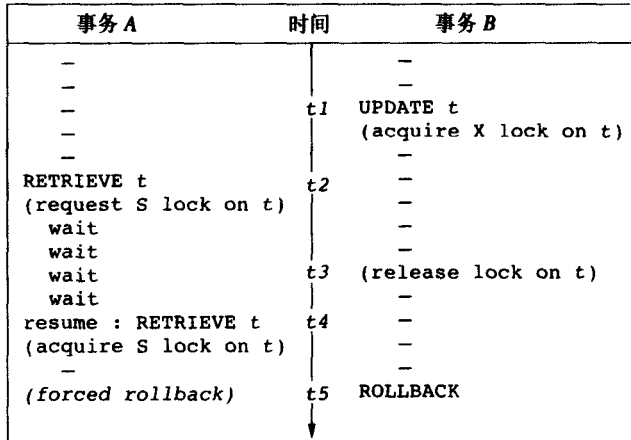 事务 A 时间 事务 B
– –
– –
– t1 UPDATE t
– (acquire X lock on t)
– –
RETRIEVE t t2 –
(request S lock on t) –
wait –
wait –
wait t3 (release lock on t)
wait –
resume : RETRIEVE t t4 –
(acquire S lock on t) –
– –
(forced rollback) t5 ROLLBACK